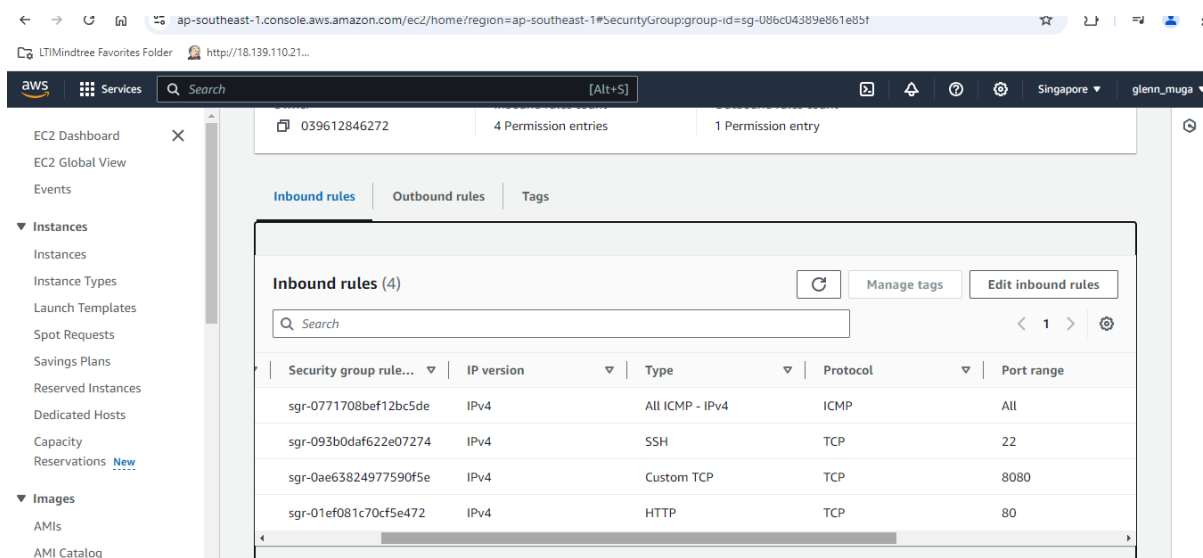 ap-southeast-1.console.aws.amazon.com/ec2/home?region=ap-southeast-1#SecurityGroup:group-id=sg-086c04389e861e85f
LTIMindtree Favorites Folder http://18.139.110.21...
aws Services Search [Alt+S] Singapore glenn_muga
EC2 Dashboard
EC2 Global View
Events
Instances
Instances
Instance Types
Launch Templates
Spot Requests
Savings Plans
Reserved Instances
Dedicated Hosts
Capacity
Reservations New
Images
AMIs
AMI Catalog
039612846272 4 Permission entries 1 Permission entry
Inbound rules Outbound rules Tags
Inbound rules (4) Manage tags Edit inbound rules
Search 1
Security group rule... IP version Type Protocol Port range
sgr-0771708bef12bc5de IPv4 All ICMP - IPv4 ICMP All
sgr-093b0daf622e07274 IPv4 SSH TCP 22
sgr-0ae63824977590f5e IPv4 Custom TCP TCP 8080
sgr-01ef081c70cf5e472 IPv4 HTTP TCP 80